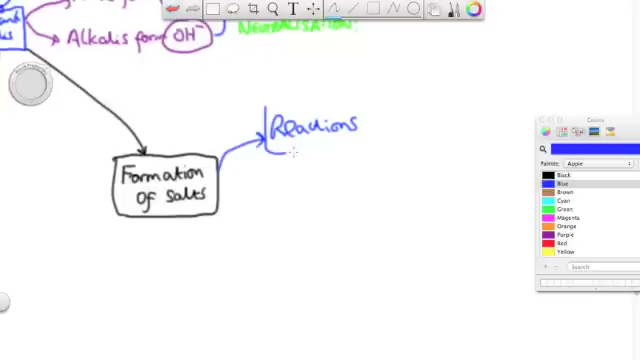 Alkalis form OH⁻
NEUTRALISATION.
Reactions
Formation
of salts
Colors
Palette: Apple
Black
Blue
Brown
Cyan
Green
Magenta
Orange
Purple
Red
Yellow
Search